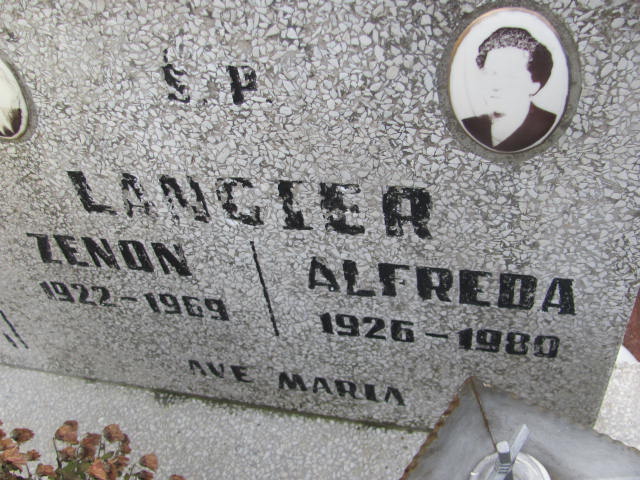 Ś. P.
LANGIER
ZENON
1922-1969
ALFREDA
1926-1980
AVE MARIA